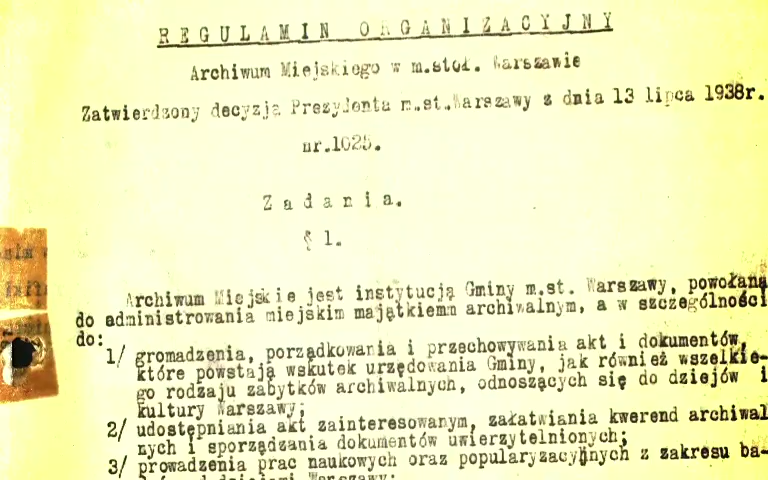 REGULAMIN ORGANIZACYJNY
Archiwum Miejskiego w m.stoł. Warszawie
Zatwierdzony decyzją Prezydenta m.st.Warszawy z dnia 13 lipca 1938r.
nr.1025.
Zadania.
§ 1.
Archiwum Miejskie jest instytucją Gminy m.st. Warszawy, powołaną
do administrowania miejskim majątkiemm archiwalnym, a w szczególności
do:
1/ gromadzenia, porządkowania i przechowywania akt i dokumentów,
które powstają wskutek urzędowania Gminy, jak również wszelkie-
go rodzaju zabytków archiwalnych, odnoszących się do dziejów i
kultury Warszawy;
2/ udostępniania akt zainteresowanym, załatwiania kwerend archiwal
nych i sporządzania dokumentów uwierzytelnionych;
3/ prowadzenia prac naukowych oraz popularyzacyjnych z zakresu ba-
Warszawy;